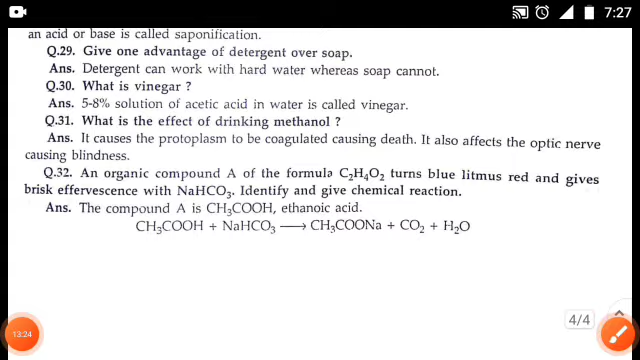 7:27
an acid or base is called saponification.
Q.29. Give one advantage of detergent over soap.
Ans. Detergent can work with hard water whereas soap cannot.
Q.30. What is vinegar ?
Ans. 5-8% solution of acetic acid in water is called vinegar.
Q.31. What is the effect of drinking methanol ?
Ans. It causes the protoplasm to be coagulated causing death. It also affects the optic nerve
causing blindness.
Q.32. An organic compound A of the formula C₂H₄O₂ turns blue litmus red and gives
brisk effervescence with NaHCO₃. Identify and give chemical reaction.
Ans. The compound A is CH₃COOH, ethanoic acid.
CH₃COOH + NaHCO₃ ⟶ CH₃COONa + CO₂ + H₂O
4/4
13:24